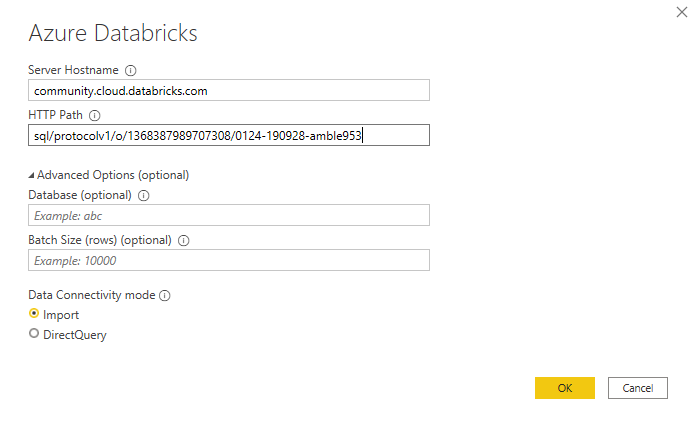 Azure Databricks
Server Hostname
community.cloud.databricks.com
HTTP Path
sql/protocolv1/o/1368387989707308/0124-190928-amble953
Advanced Options (optional)
Database (optional)
Example: abc
Batch Size (rows) (optional)
Example: 10000
Data Connectivity mode
Import
DirectQuery
OK
Cancel